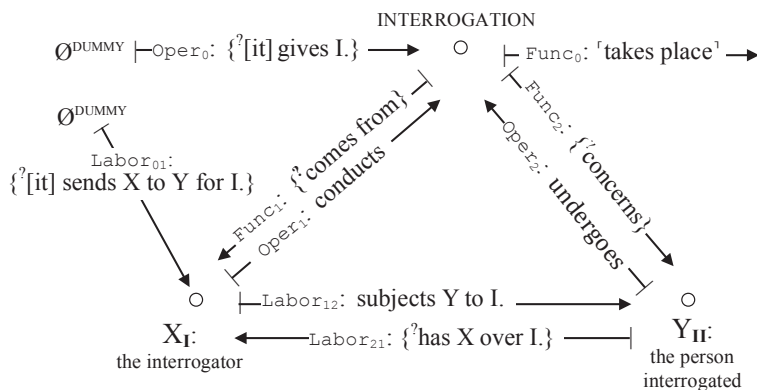 INTERROGATION
Ø^DUMMY Oper₀: {?[it] gives I.}
Func₀: ⌜takes place⌝
Ø^DUMMY
Labor₀₁:
{?[it] sends X to Y for I.}
Func₁: {?comes from}
Oper₁: conducts
Func₂: {?concerns}
Oper₂: undergoes
Labor₁₂: subjects Y to I.
X_I:
the interrogator
Labor₂₁: {?has X over I.}
Y_II:
the person
interrogated